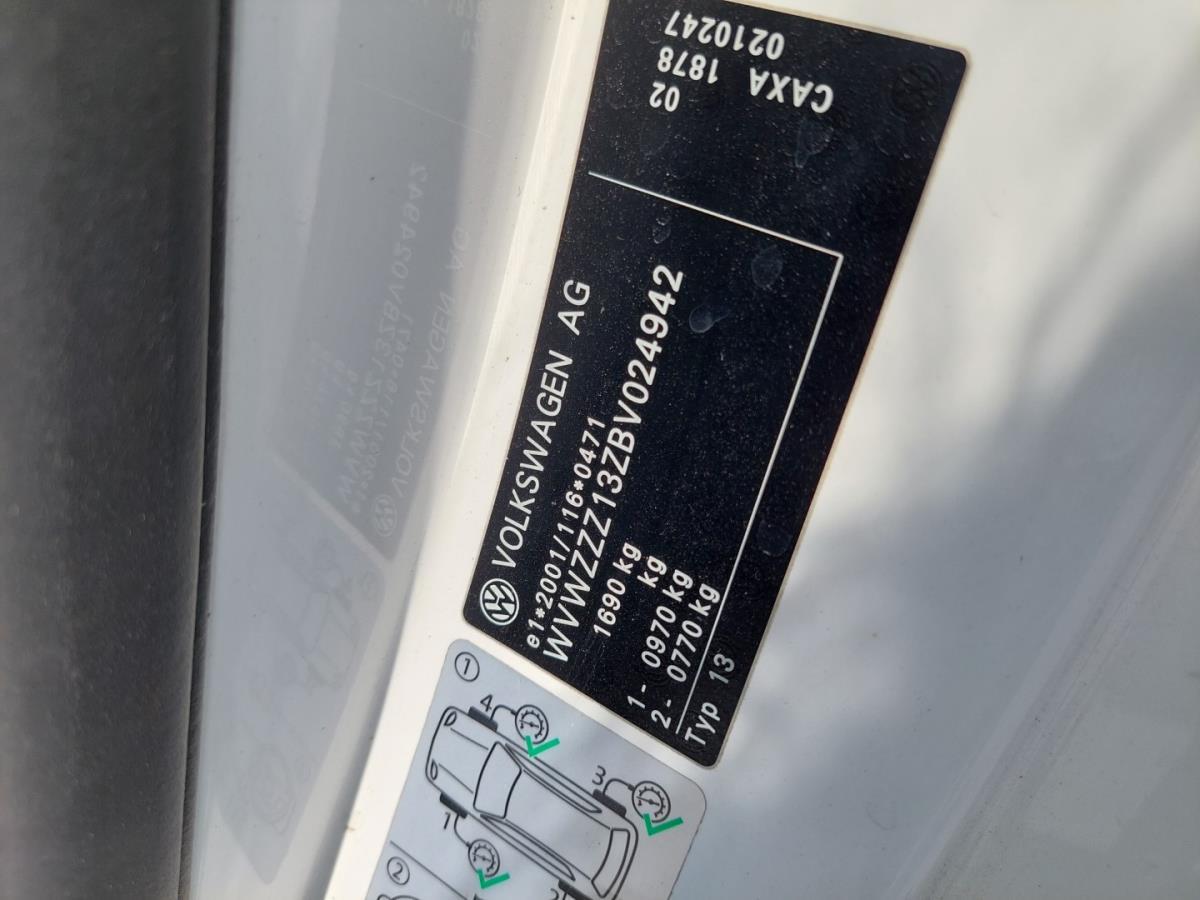 VOLKSWAGEN AG
e1*2001/116*0471
WVWZZZ13ZBV024942
1690 kg
kg
1- 0970 kg
2- 0770 kg
Typ 13
02
1878
0210247
CAXA
1
4
3
1
2